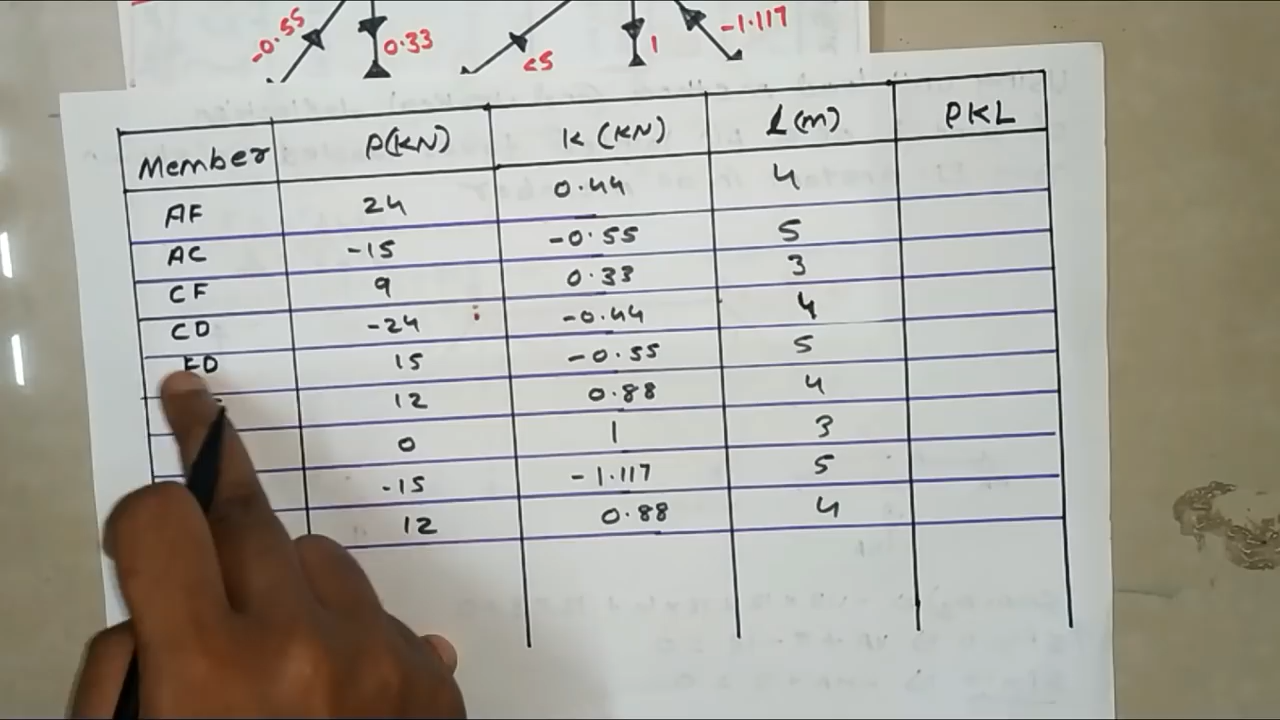 -0.55 0.33 <5 1 -1.117
Member P(KN) K (KN) L(m) PKL
AF 24 0.44 4
AC -15 -0.55 5
CF 9 0.33 3
CD -24 -0.44 4
FD 15 -0.55 5
12 0.88 4
0 1 3
-15 -1.117 5
12 0.88 4